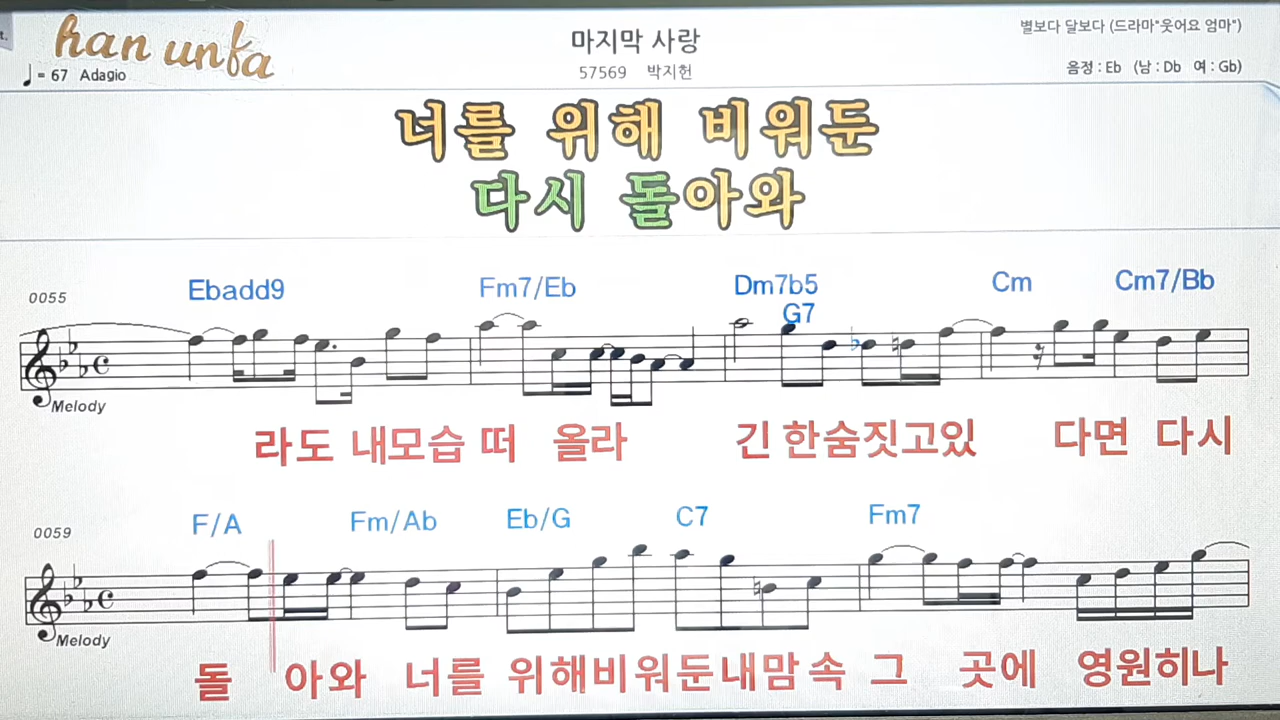 t.
han unfa
♩ = 67 Adagio
마지막 사랑
57569 박지헌
별보다 달보다 (드라마"웃어요 엄마")
음정 : Eb (남 : Db 여 : Gb)
너를 위해 비워둔
다시 돌아와
0055
Ebadd9 Fm7/Eb Dm7b5 G7 Cm Cm7/Bb
Melody
라도 내모습 떠 올라 긴 한숨짓고있 다면 다시
0059
F/A Fm/Ab Eb/G C7 Fm7
Melody
돌 아와 너를 위해비워둔내맘 속 그 곳에 영원히나